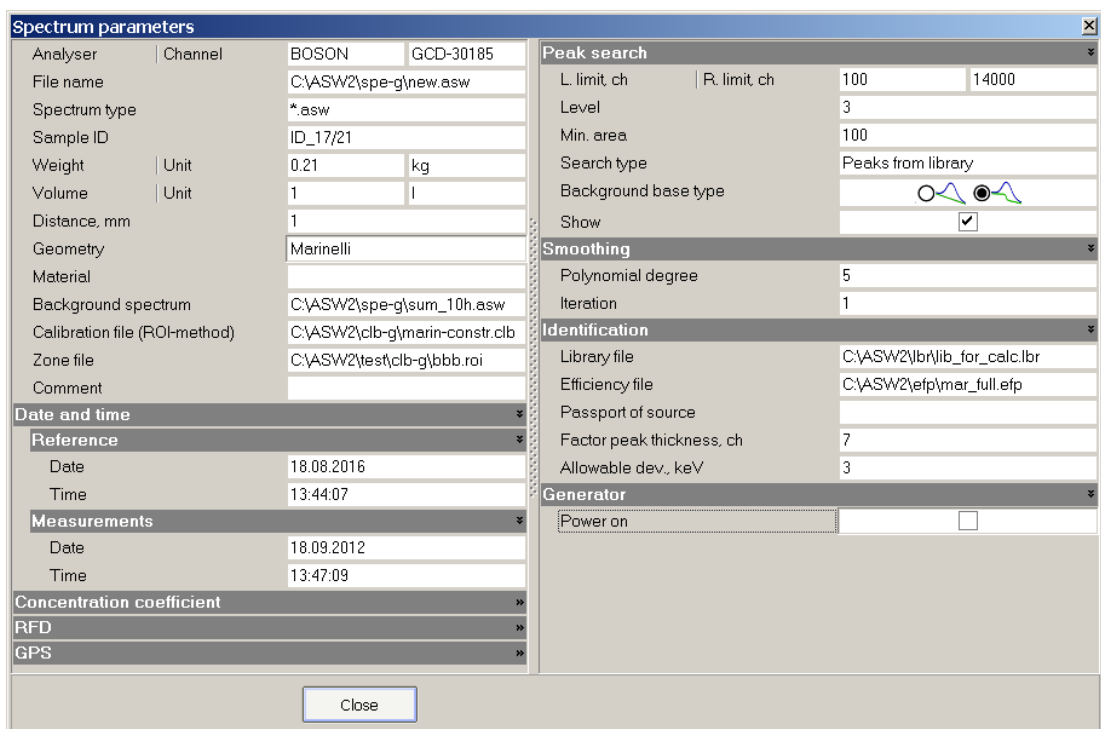 Spectrum parameters
Analyser Channel BOSON GCD-30185
File name C:\ASW2\spe-g\new.asw
Spectrum type *.asw
Sample ID ID_17/21
Weight Unit 0.21 kg
Volume Unit 1 l
Distance, mm 1
Geometry Marinelli
Material
Background spectrum C:\ASW2\spe-g\sum_10h.asw
Calibration file (ROI-method) C:\ASW2\clb-g\marin-constr.clb
Zone file C:\ASW2\test\clb-g\bbb.roi
Comment
Date and time
Reference
Date 18.08.2016
Time 13:44:07
Measurements
Date 18.09.2012
Time 13:47:09
Concentration coefficient
RFD
GPS
Peak search
L. limit, ch R. limit, ch 100 14000
Level 3
Min. area 100
Search type Peaks from library
Background base type
Show
Smoothing
Polynomial degree 5
Iteration 1
Identification
Library file C:\ASW2\lbr\lib_for_calc.lbr
Efficiency file C:\ASW2\efp\mar_full.efp
Passport of source
Factor peak thickness, ch 7
Allowable dev., keV 3
Generator
Power on
Close